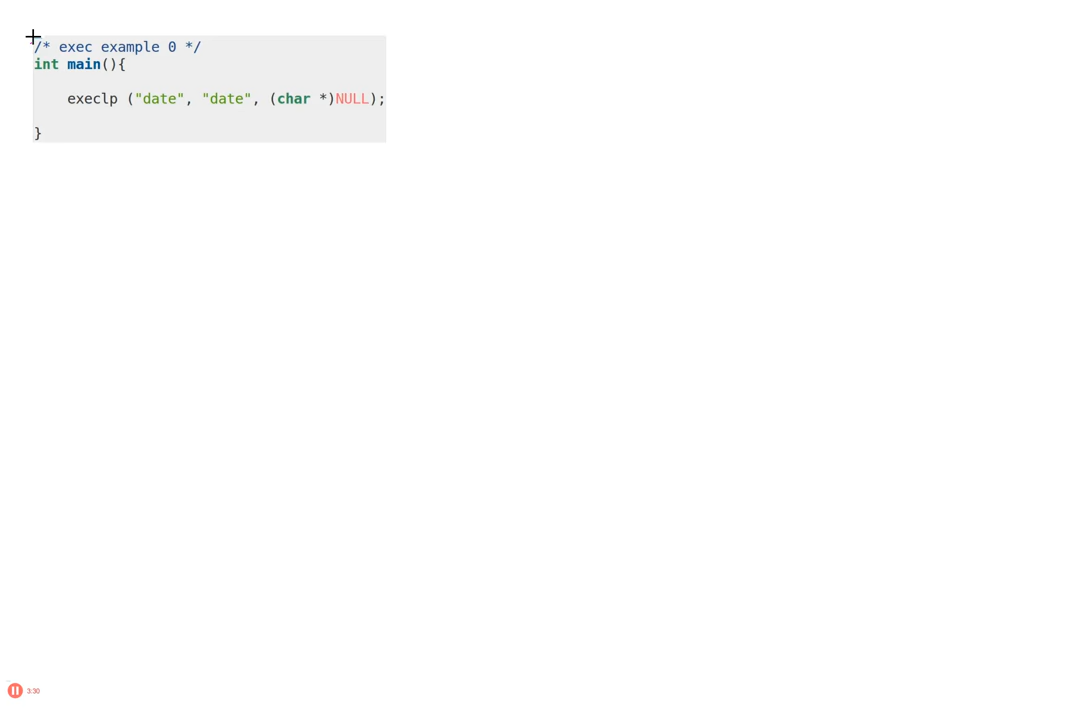 /* exec example 0 */
int main(){
    execlp ("date", "date", (char *)NULL);
}
3:30